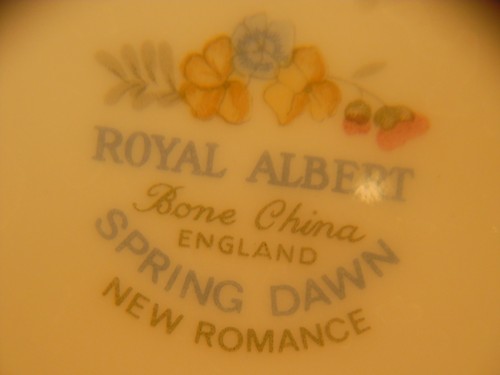 ROYAL ALBERT
Bone China
ENGLAND
SPRING DAWN
NEW ROMANCE